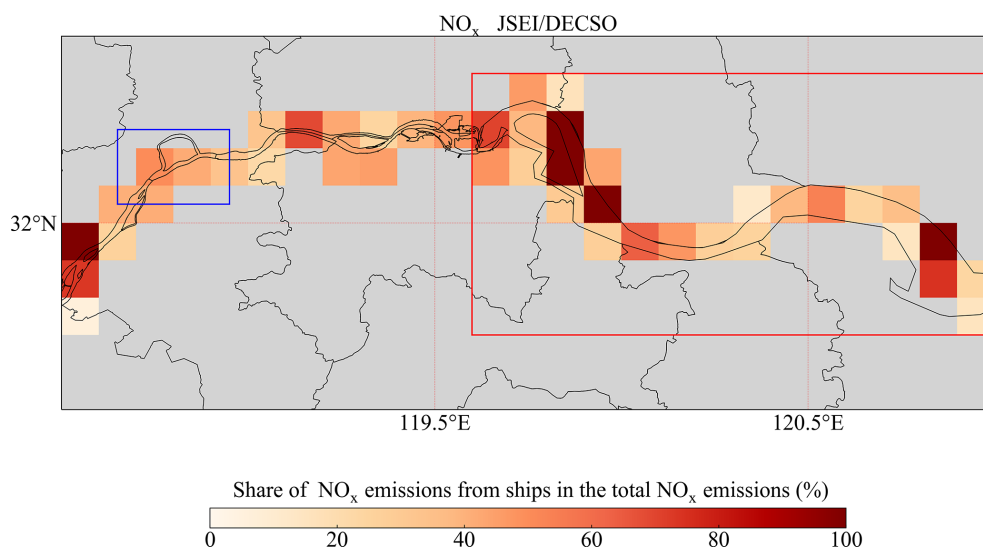 NOₓ JSEI/DECSO
32°N
119.5°E 120.5°E
Share of NOₓ emissions from ships in the total NOₓ emissions (%)
0 20 40 60 80 100